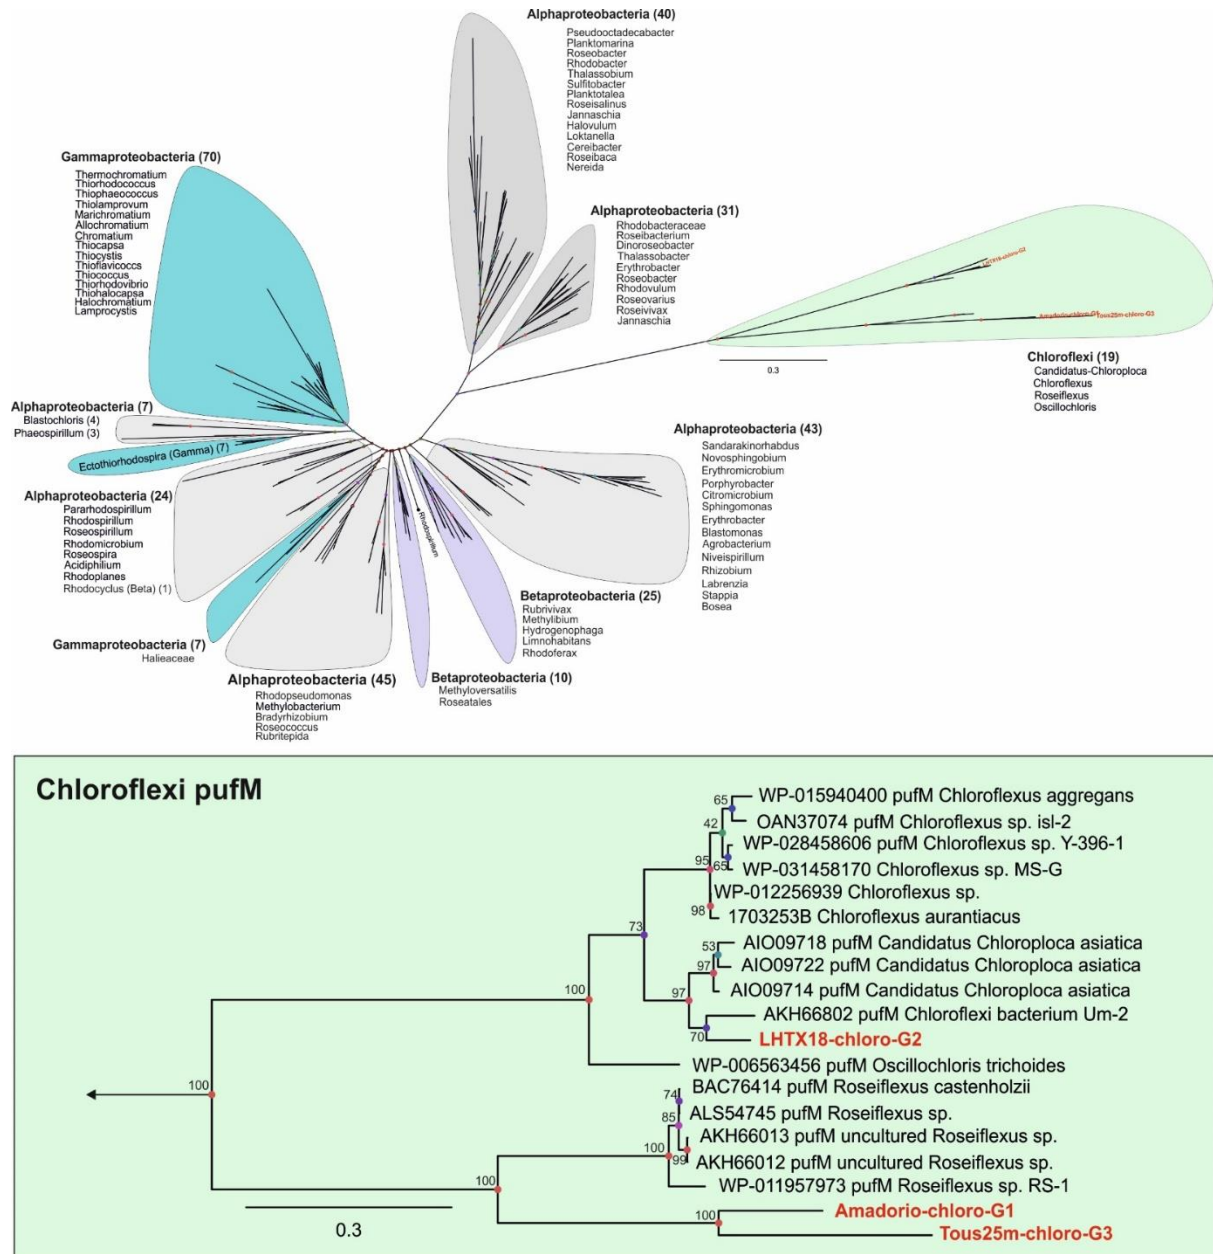 Alphaproteobacteria (40)
Pseudooctadecabacter
Planktomarina
Roseobacter
Rhodobacter
Thalassobium
Sulfitobacter
Planktotalea
Roseisalinus
Jannaschia
Halovulum
Loktanella
Cereibacter
Roseibaca
Nereida
Gammaproteobacteria (70)
Thermochromatium
Thiorhodococcus
Thiophaeococcus
Thiolamprovum
Marichromatium
Allochromatium
Chromatium
Thiocapsa
Thiocystis
Thioflaviccocs
Thiococcus
Thiorhodovibrio
Thiohalocapsa
Halochromatium
Lamprocystis
Alphaproteobacteria (31)
Rhodobacteraceae
Roseibacterium
Dinoroseobacter
Thalassobacter
Erythrobacter
Roseobacter
Rhodovulum
Roseovarius
Roseivivax
Jannaschia
LHTX18-chloro-G2
Amadorio-chloro-G1
Tous25m-chloro-G3
0.3
Chloroflexi (19)
Candidatus-Chloroploca
Chloroflexus
Roseiflexus
Oscillochloris
Alphaproteobacteria (7)
Blastochloris (4)
Phaeospirillum (3)
Ectothiorhodospira (Gamma) (7)
Alphaproteobacteria (24)
Pararhodospirillum
Rhodospirillum
Roseospirillum
Rhodomicrobium
Roseospira
Acidiphilium
Rhodoplanes
Rhodocyclus (Beta) (1)
Gammaproteobacteria (7)
Halieaceae
Alphaproteobacteria (45)
Rhodopseudomonas
Methylobacterium
Bradyrhizobium
Roseococcus
Rubritepida
Rhodospirillum
Betaproteobacteria (10)
Methyloversatilis
Roseatales
Betaproteobacteria (25)
Rubrivivax
Methylibium
Hydrogenophaga
Limnohabitans
Rhodoferax
Alphaproteobacteria (43)
Sandarakinorhabdus
Novosphingobium
Erythromicrobium
Porphyrobacter
Citromicrobium
Sphingomonas
Erythrobacter
Blastomonas
Agrobacterium
Niveispirillum
Rhizobium
Labrenzia
Stappia
Bosea
Chloroflexi pufM
65
WP-015940400 pufM Chloroflexus aggregans
OAN37074 pufM Chloroflexus sp. isl-2
42
WP-028458606 pufM Chloroflexus sp. Y-396-1
95
65
WP-031458170 Chloroflexus sp. MS-G
WP-012256939 Chloroflexus sp.
98
1703253B Chloroflexus aurantiacus
73
53
AIO09718 pufM Candidatus Chloroploca asiatica
97
AIO09722 pufM Candidatus Chloroploca asiatica
AIO09714 pufM Candidatus Chloroploca asiatica
97
100
AKH66802 pufM Chloroflexi bacterium Um-2
70
LHTX18-chloro-G2
WP-006563456 pufM Oscillochloris trichoides
100
BAC76414 pufM Roseiflexus castenholzii
74
ALS54745 pufM Roseiflexus sp.
85
AKH66013 pufM uncultured Roseiflexus sp.
100
99
AKH66012 pufM uncultured Roseiflexus sp.
WP-011957973 pufM Roseiflexus sp. RS-1
100
Amadorio-chloro-G1
100
Tous25m-chloro-G3
0.3